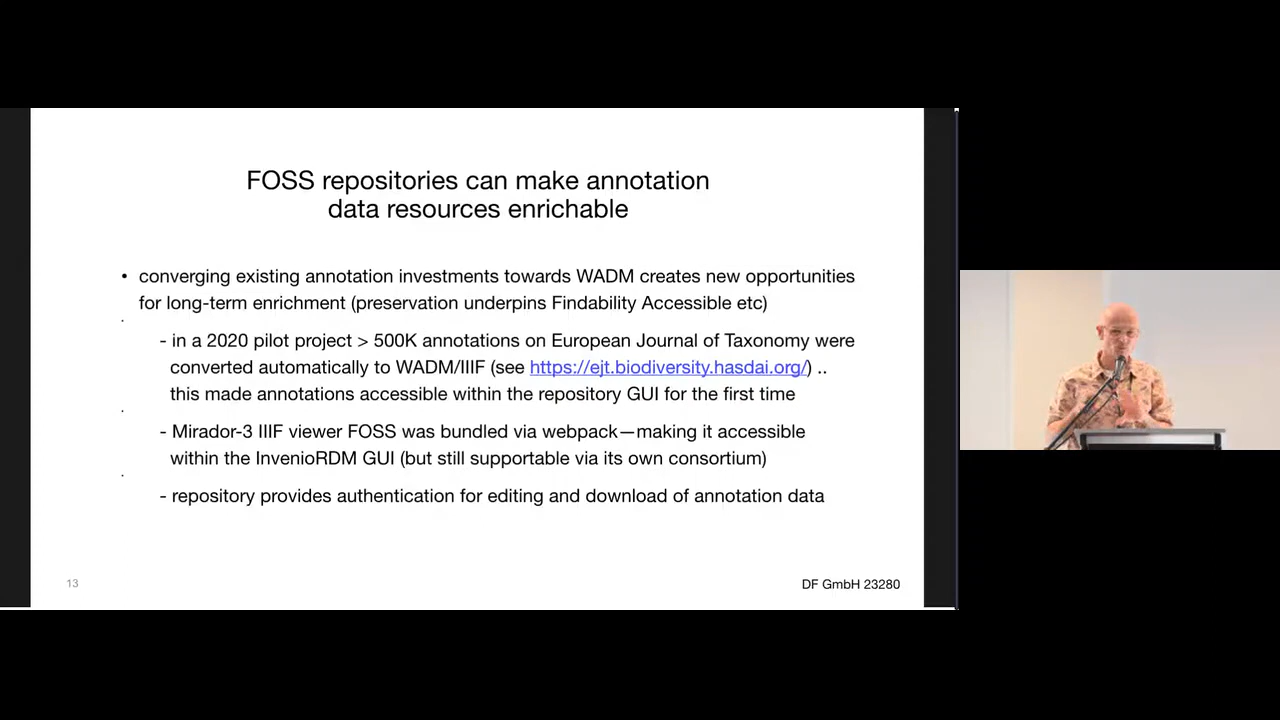 FOSS repositories can make annotation
data resources enrichable
• converging existing annotation investments towards WADM creates new opportunities
for long-term enrichment (preservation underpins Findability Accessible etc)
- in a 2020 pilot project > 500K annotations on European Journal of Taxonomy were
converted automatically to WADM/IIIF (see https://ejt.biodiversity.hasdai.org/) ..
this made annotations accessible within the repository GUI for the first time
- Mirador-3 IIIF viewer FOSS was bundled via webpack—making it accessible
within the InvenioRDM GUI (but still supportable via its own consortium)
- repository provides authentication for editing and download of annotation data
13
DF GmbH 23280